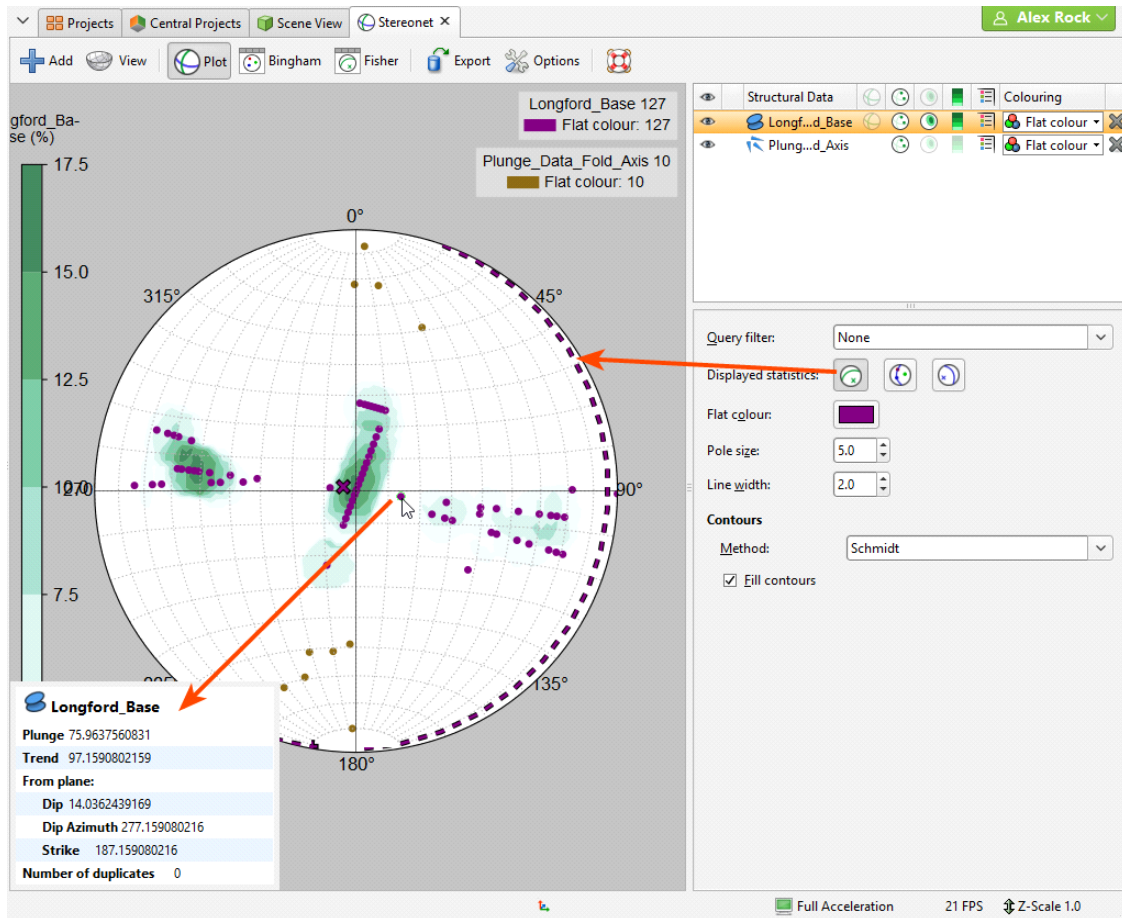 Projects
Central Projects
Scene View
Stereonet
Alex Rock
Add
View
Plot
Bingham
Fisher
Export
Options
gford_Ba-
se (%)
17.5
15.0
12.5
10.0
7.5
Longford_Base 127
Flat colour: 127
Plunge_Data_Fold_Axis 10
Flat colour: 10
0°
45°
90°
135°
180°
270°
315°
Longford_Base
Plunge 75.9637560831
Trend 97.1590802159
From plane:
Dip 14.0362439169
Dip Azimuth 277.159080216
Strike 187.159080216
Number of duplicates 0
Structural Data
Colouring
Longf...d_Base
Flat colour
Plung...d_Axis
Flat colour
Query filter:
None
Displayed statistics:
Flat colour:
Pole size:
5.0
Line width:
2.0
Contours
Method:
Schmidt
Fill contours
Full Acceleration
21 FPS
Z-Scale 1.0